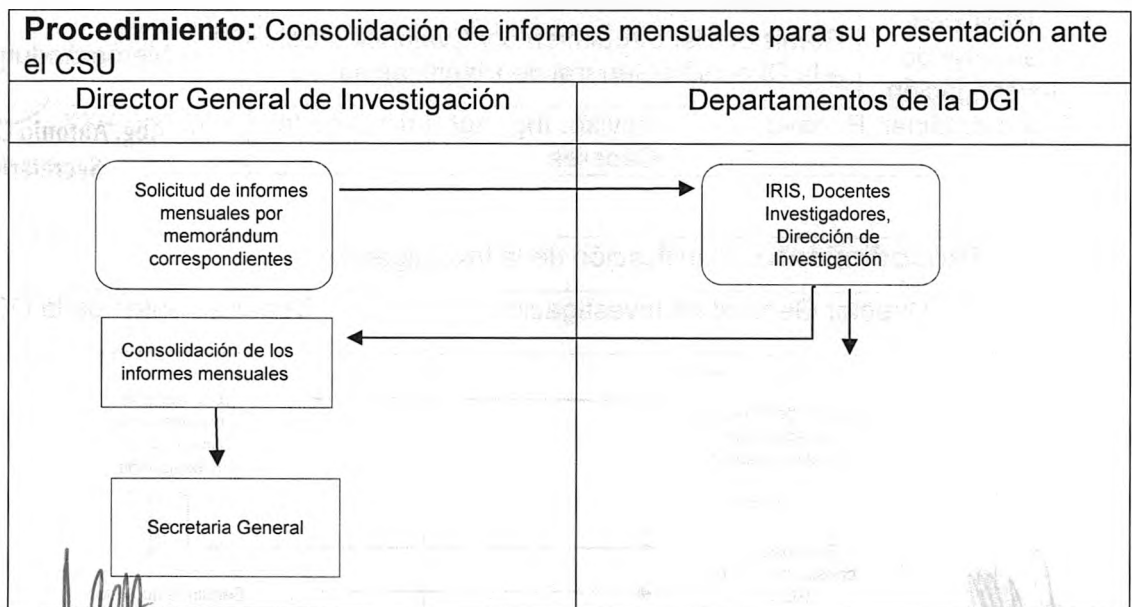 Procedimiento: Consolidación de informes mensuales para su presentación ante
el CSU
Director General de Investigación
Departamentos de la DGI
Solicitud de informes
mensuales por
memorándum
correspondientes
IRIS, Docentes
Investigadores,
Dirección de
Investigación
Consolidación de los
informes mensuales
Secretaria General